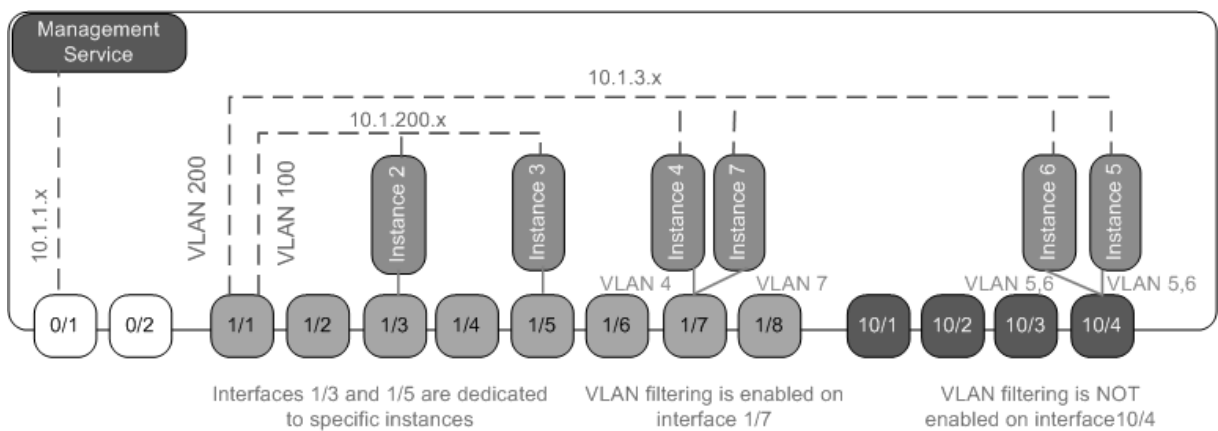 Management
Service
10.1.3.x
10.1.200.x
10.1.1.x
VLAN 200
VLAN 100
Instance 2
Instance 3
Instance 4
Instance 7
Instance 6
Instance 5
VLAN 4
VLAN 7
VLAN 5,6
VLAN 5,6
0/1
0/2
1/1
1/2
1/3
1/4
1/5
1/6
1/7
1/8
10/1
10/2
10/3
10/4
Interfaces 1/3 and 1/5 are dedicated
to specific instances
VLAN filtering is enabled on
interface 1/7
VLAN filtering is NOT
enabled on interface10/4